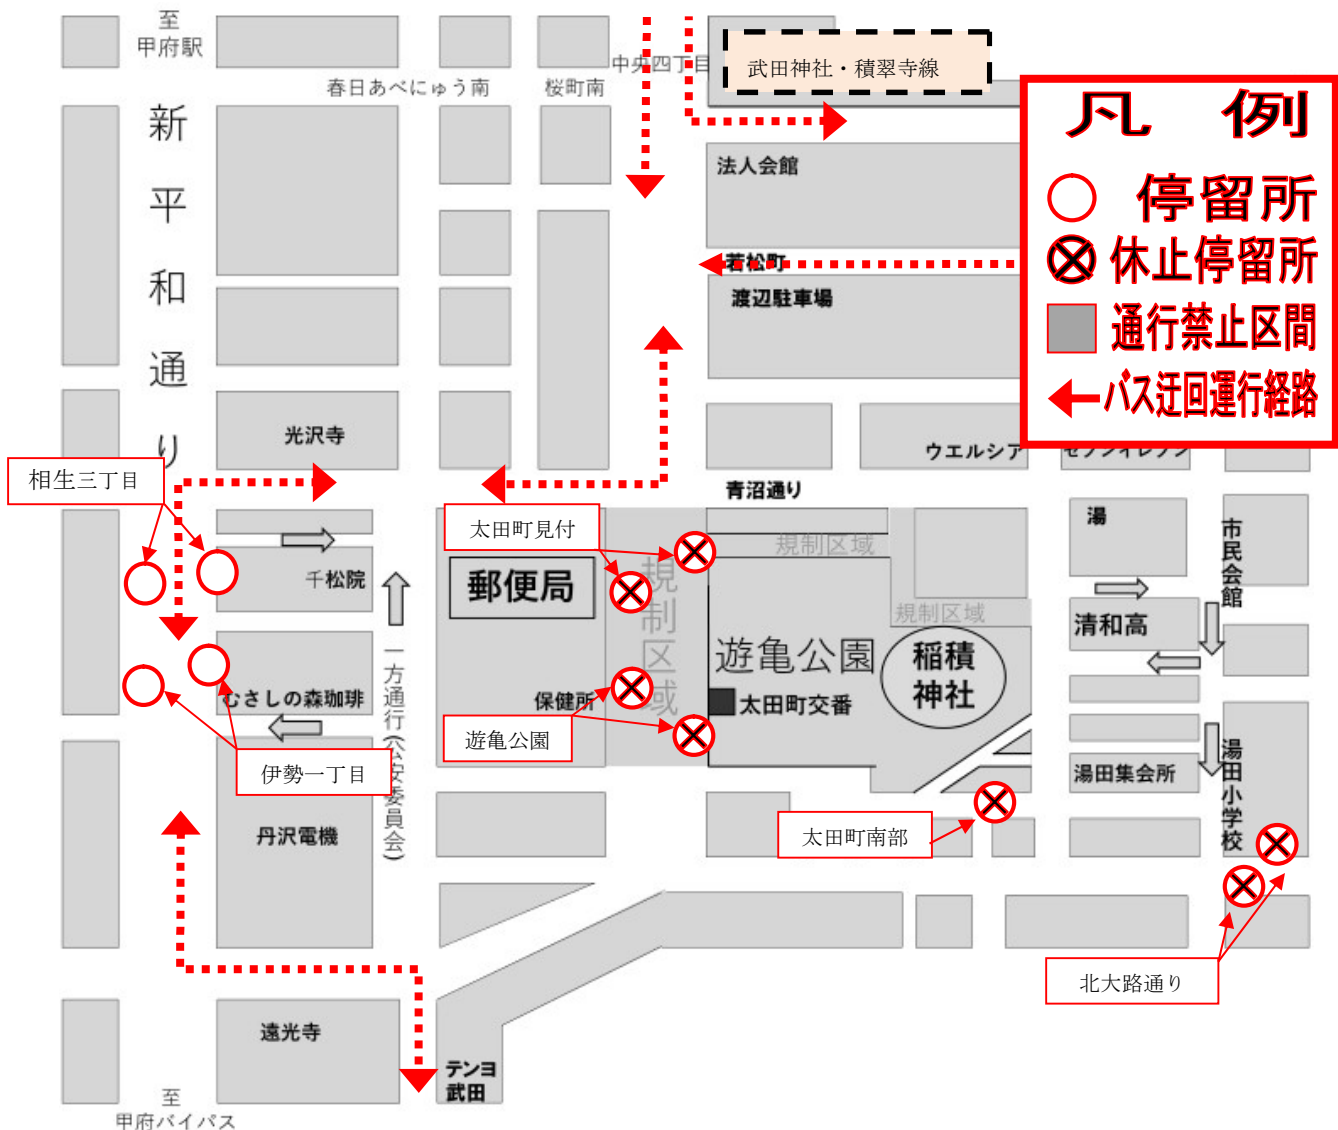 至
甲府駅
春日あべにゅう南
桜町南
中央四丁目
武田神社・積翠寺線
新平和通り
凡 例
停留所
休止停留所
通行禁止区間
バス迂回運行経路
法人会館
若松町
渡辺駐車場
光沢寺
ウエルシア
セブンイレブン
青沼通り
相生三丁目
太田町見付
湯
市民会館
千松院
郵便局
規制区域
規制区域
規制区域
清和高
遊亀公園
稲積
神社
むさしの森珈琲
一方通行(公安委員会)
保健所
太田町交番
遊亀公園
伊勢一丁目
湯田集会所
湯田小学校
丹沢電機
太田町南部
北大路通り
遠光寺
テンヨ
武田
至
甲府バイパス